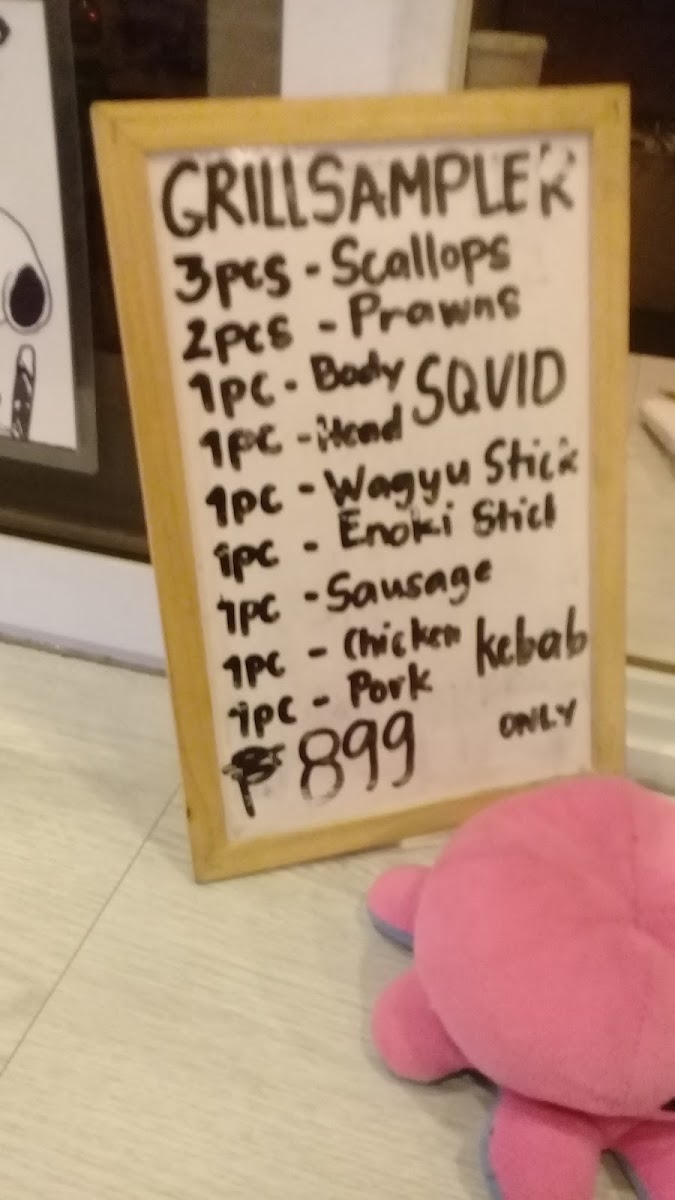 GRILLSAMPLER
3pcs - Scallops
2pcs - Prawns
1pc - Body SQUID
1pc - Head
1pc - Wagyu Stick
1pc - Enoki Stick
1pc - Sausage
1pc - Chicken kebab
1pc - Pork
₱899 ONLY